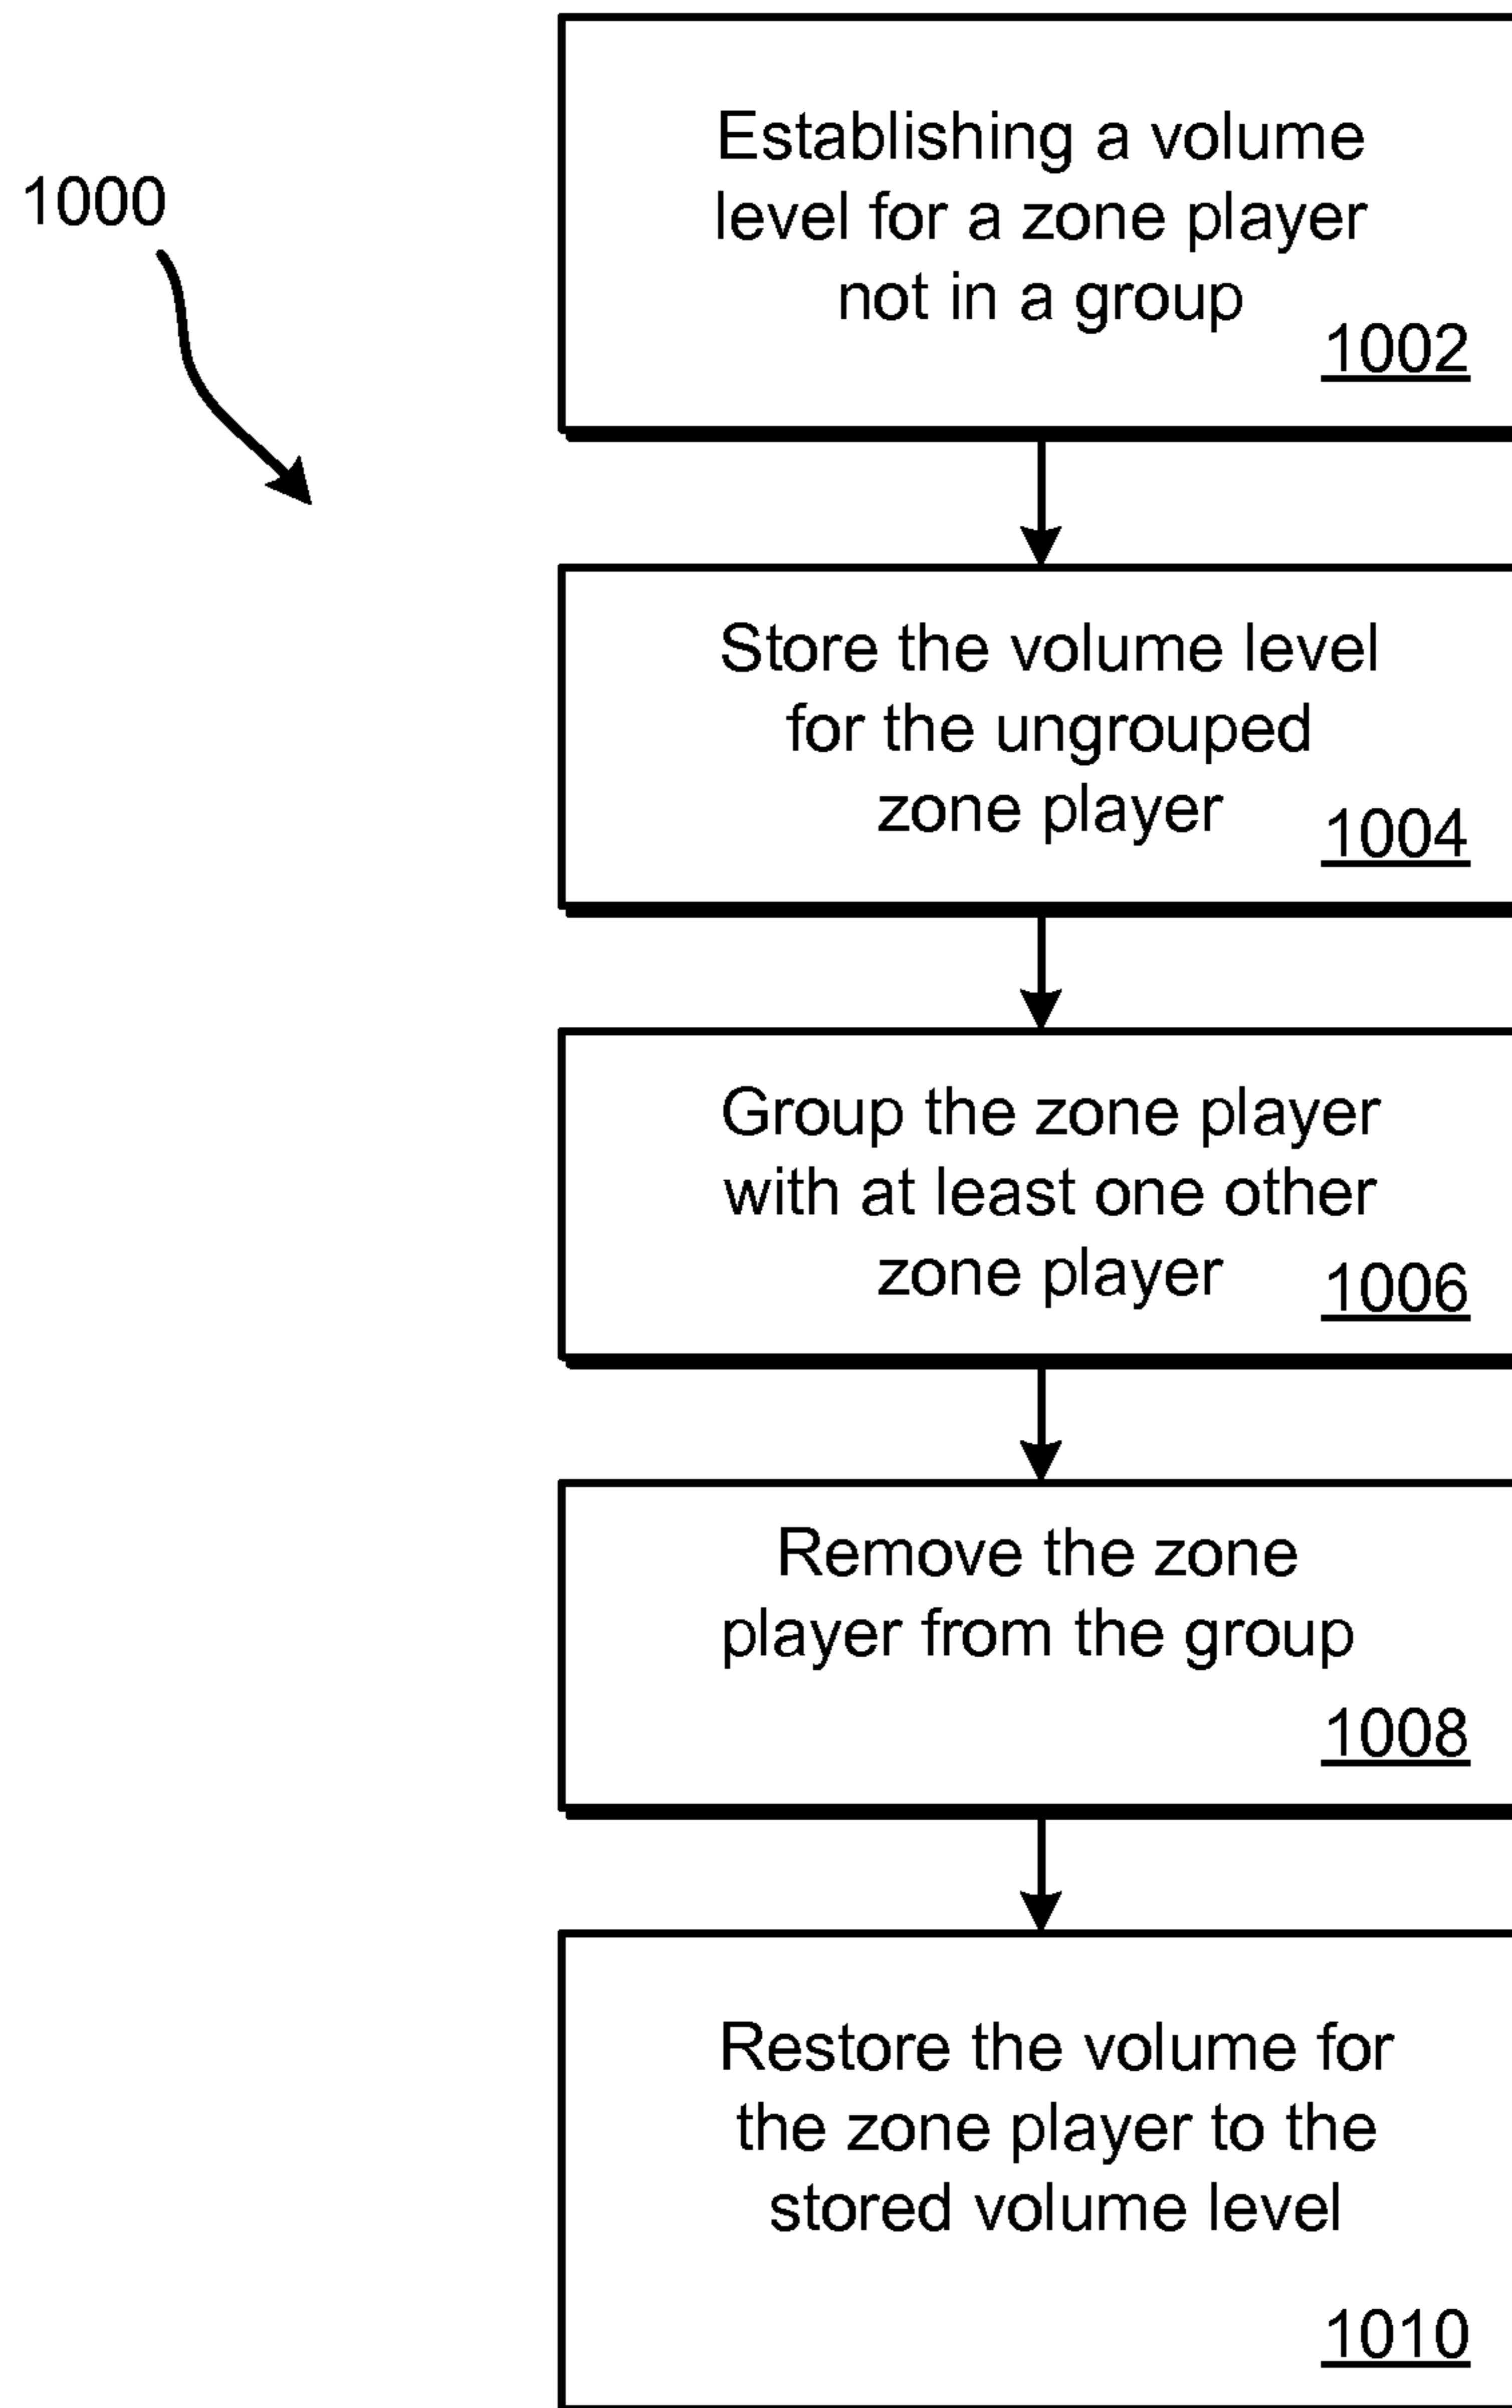 1000
Establishing a volume
level for a zone player
not in a group
1002
Store the volume level
for the ungrouped
zone player
1004
Group the zone player
with at least one other
zone player
1006
Remove the zone
player from the group
1008
Restore the volume for
the zone player to the
stored volume level
1010